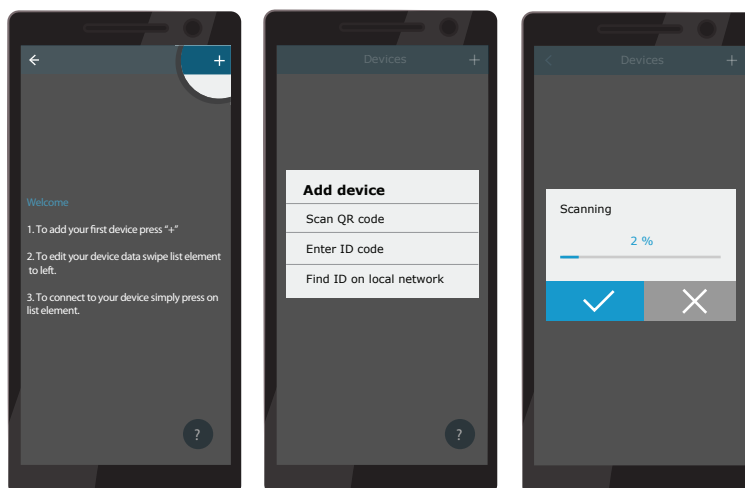 Welcome
1. To add your first device press “+”
2. To edit your device data swipe list element
to left.
3. To connect to your device simply press on
list element.
?
Devices
Add device
Scan QR code
Enter ID code
Find ID on local network
?
Devices
Scanning
2 %